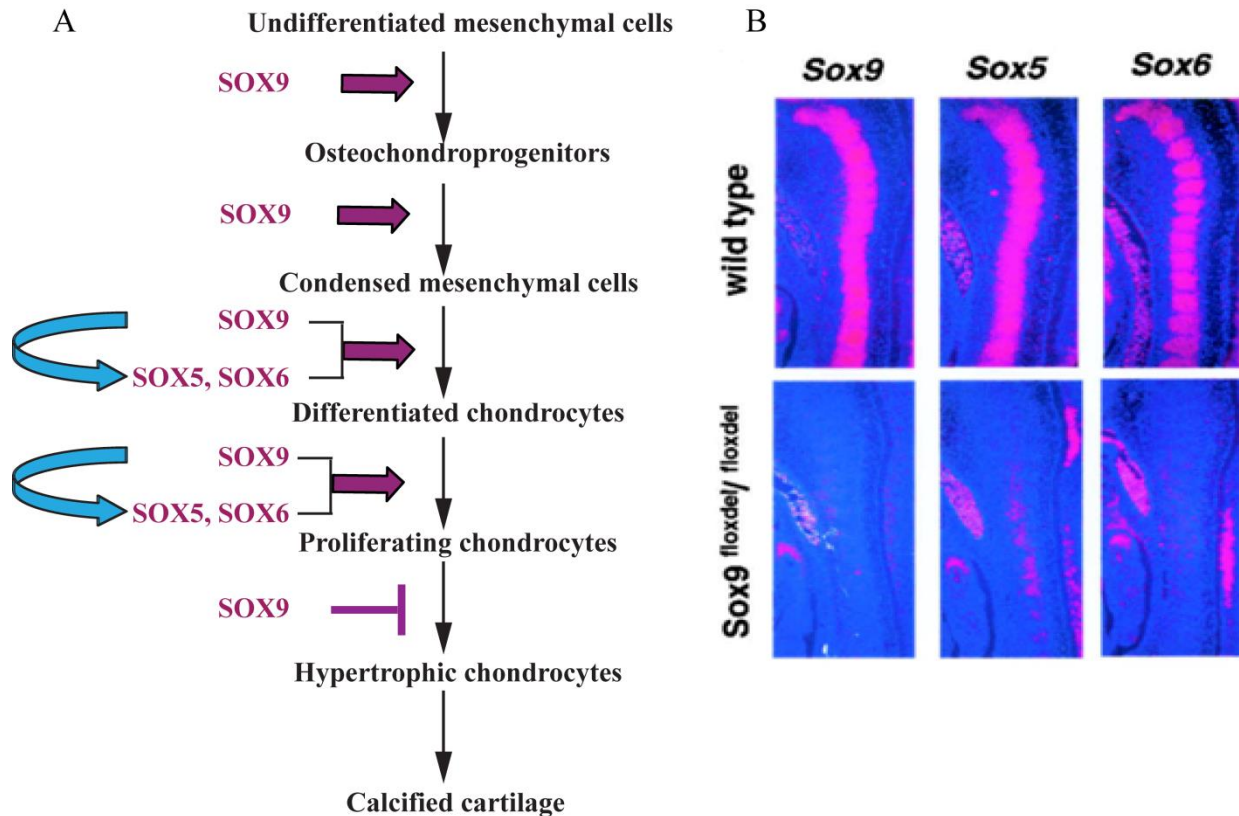 A
Undifferentiated mesenchymal cells
SOX9
Osteochondroprogenitors
SOX9
Condensed mesenchymal cells
SOX9
SOX5, SOX6
Differentiated chondrocytes
SOX9
SOX5, SOX6
Proliferating chondrocytes
SOX9
Hypertrophic chondrocytes
Calcified cartilage
B
Sox9 Sox5 Sox6
wild type
Sox9 floxdel/ floxdel